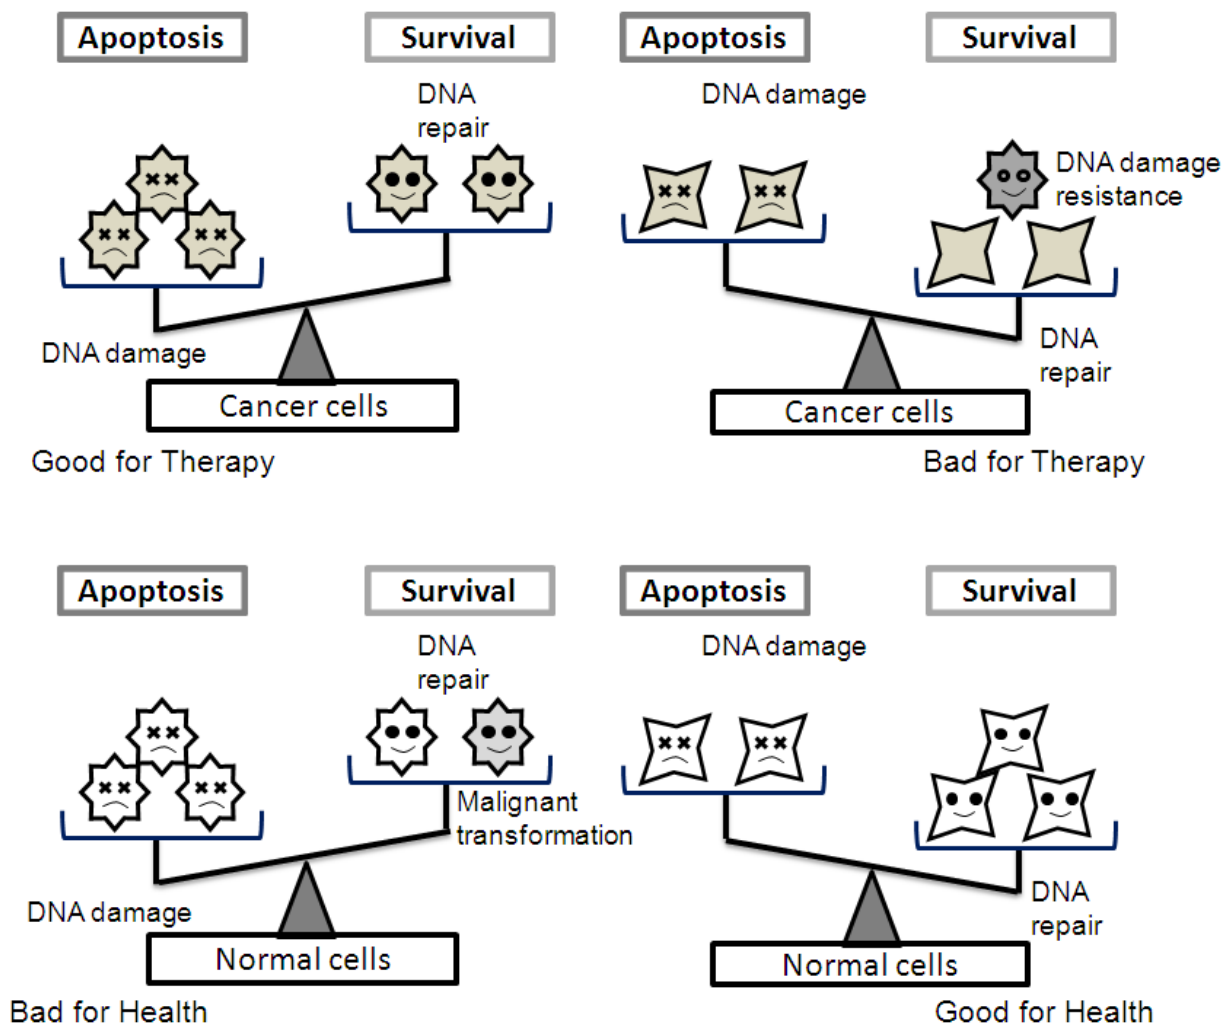 Apoptosis
Survival
DNA
repair
DNA damage
Cancer cells
Good for Therapy
Apoptosis
Survival
DNA damage
DNA damage
resistance
DNA
repair
Cancer cells
Bad for Therapy
Apoptosis
Survival
DNA
repair
Malignant
transformation
DNA damage
Normal cells
Bad for Health
Apoptosis
Survival
DNA damage
DNA
repair
Normal cells
Good for Health